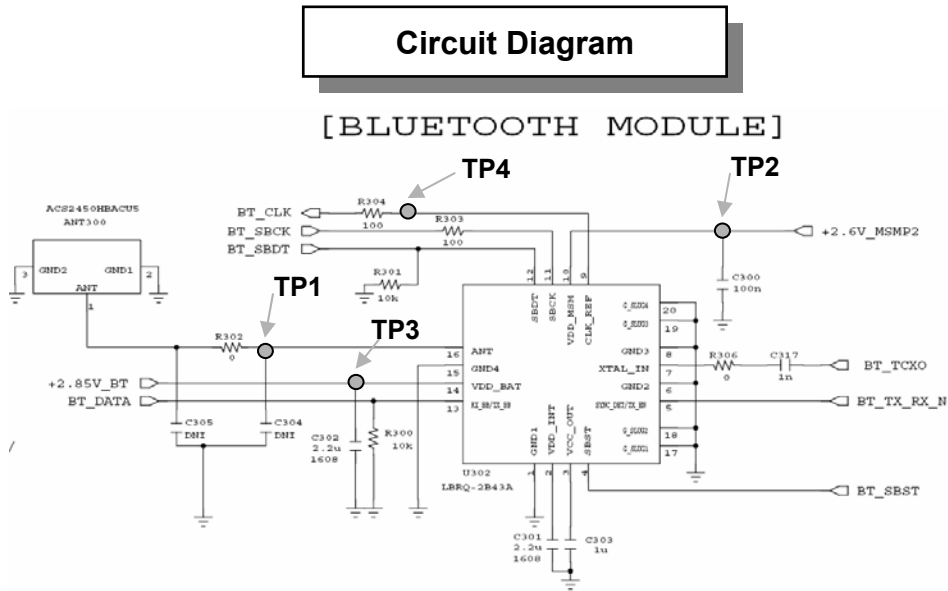 Circuit Diagram
[BLUETOOTH MODULE]
TP4
TP2
ACS2450HBACU5
ANT300
BT_CLK
R304
100
BT_SBCK
R303
100
BT_SBDT
+2.6V_MSMP2
3
GND2
GND1
2
ANT
1
R301
10k
TP1
C300
100n
12
11
10
9
SBDT
SBCK
VDD_MSM
CLK_REF
TP3
R302
0
16
ANT
15
GND4
+2.85V_BT
14
VDD_BAT
BT_DATA
13
20
19
GND3
8
XTAL_IN
7
GND2
6
5
18
17
R306
0
C317
1n
BT_TCXO
BT_TX_RX_N
C305
DNI
C304
DNI
C302
2.2u
1608
R300
10k
GND1
VDD_INT
VCC_OUT
SBST
U302
LBRQ-2B43A
1
2
3
4
BT_SBST
C301
2.2u
1608
C303
1u